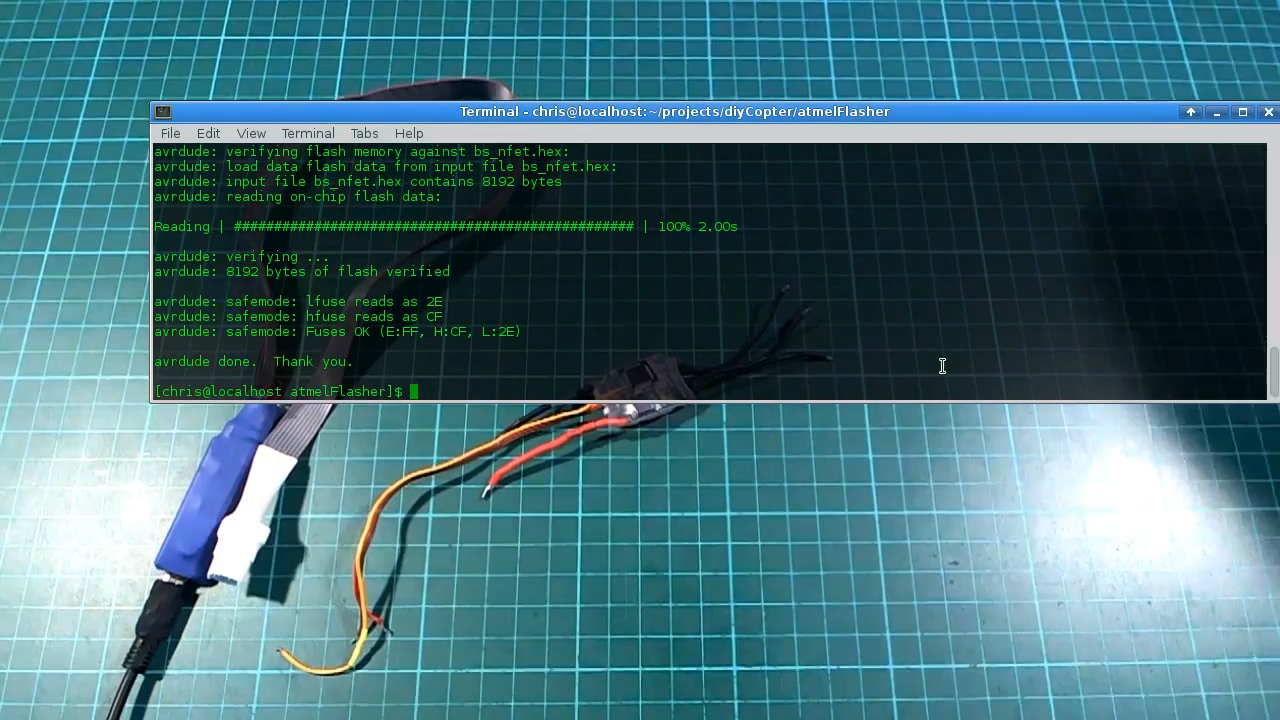 Terminal - chris@localhost:~/projects/diyCopter/atmelFlasher
File Edit View Terminal Tabs Help
avrdude: verifying flash memory against bs_nfet.hex:
avrdude: load data flash data from input file bs_nfet.hex:
avrdude: input file bs_nfet.hex contains 8192 bytes
avrdude: reading on-chip flash data:
Reading | ################################################## | 100% 2.00s
avrdude: verifying ...
avrdude: 8192 bytes of flash verified
avrdude: safemode: lfuse reads as 2E
avrdude: safemode: hfuse reads as CF
avrdude: safemode: Fuses OK (E:FF, H:CF, L:2E)
avrdude done.  Thank you.
[chris@localhost atmelFlasher]$